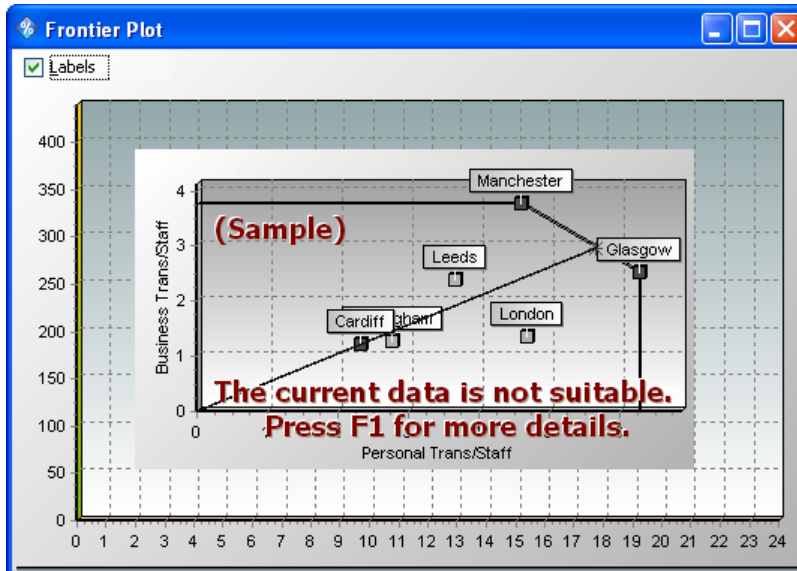 Frontier Plot
Labels
400
350
300
250
200
150
100
50
0
0 1 2 3 4 5 6 7 8 9 10 11 12 13 14 15 16 17 18 19 20 21 22 23 24
(Sample)
Manchester
Glasgow
Leeds
London
Cardiff
Business Trans/Staff
4
3
2
1
0
0
The current data is not suitable.
Press F1 for more details.
Personal Trans/Staff